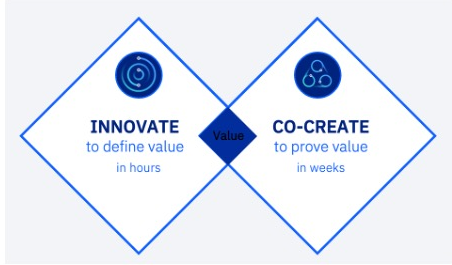 INNOVATE
to define value
in hours
Value
CO-CREATE
to prove value
in weeks